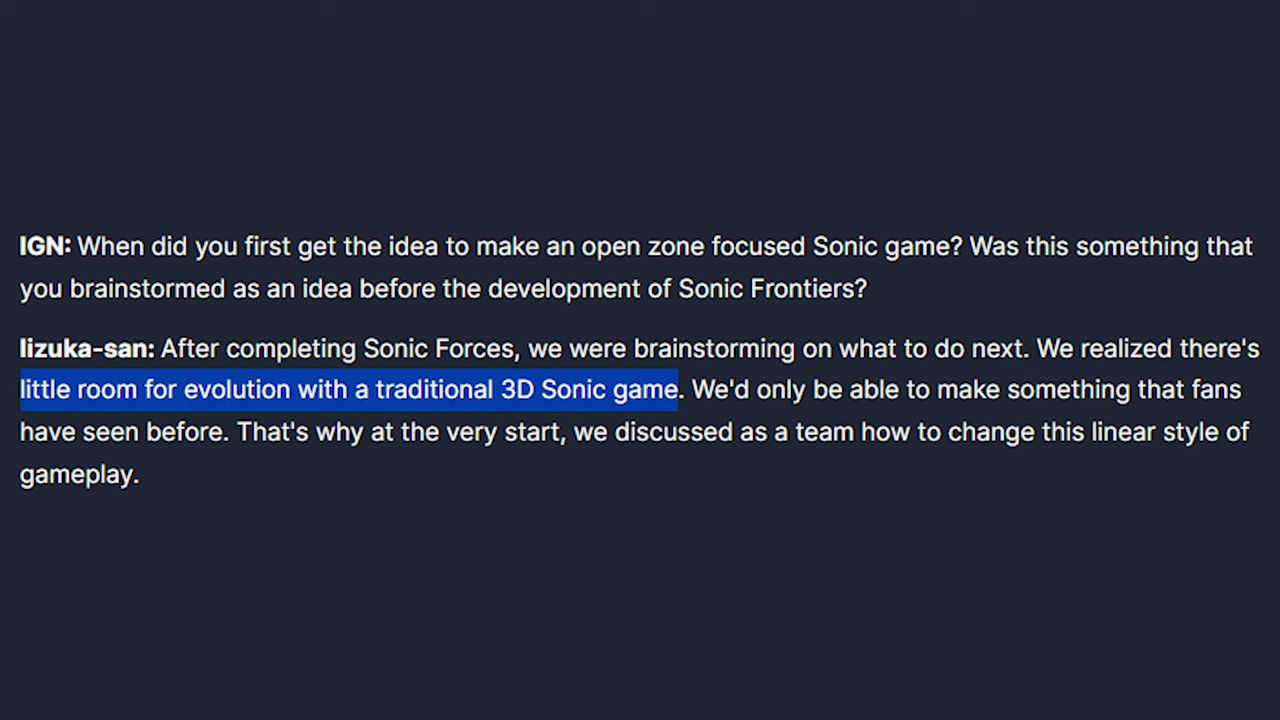 IGN: When did you first get the idea to make an open zone focused Sonic game? Was this something that
you brainstormed as an idea before the development of Sonic Frontiers?
Iizuka-san: After completing Sonic Forces, we were brainstorming on what to do next. We realized there's
little room for evolution with a traditional 3D Sonic game. We'd only be able to make something that fans
have seen before. That's why at the very start, we discussed as a team how to change this linear style of
gameplay.